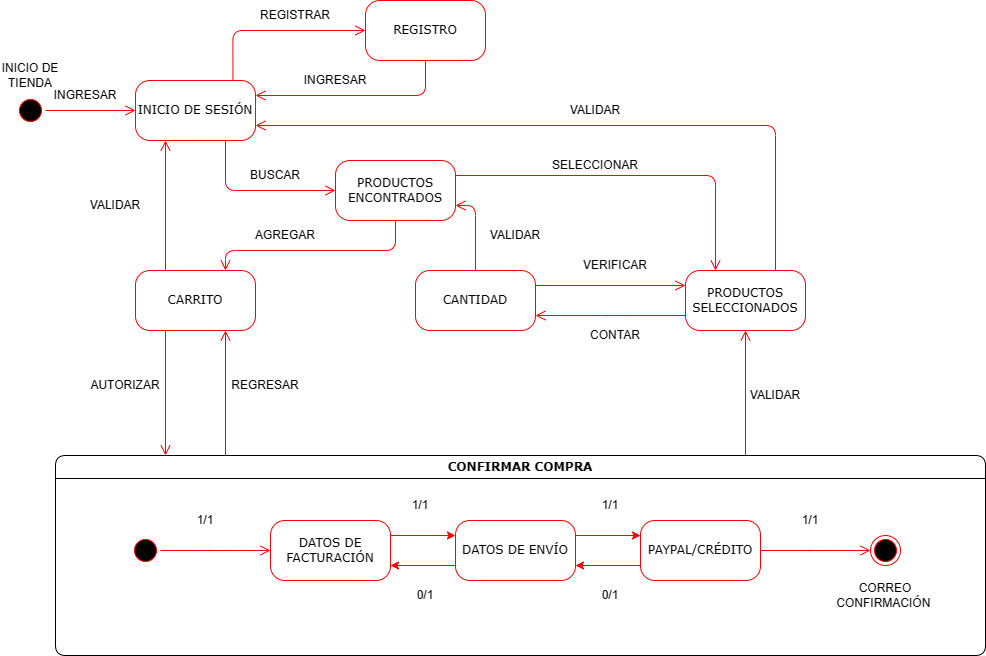 REGISTRAR
REGISTRO
INICIO DE
TIENDA
INGRESAR
INGRESAR
INICIO DE SESIÓN
VALIDAR
BUSCAR
SELECCIONAR
PRODUCTOS
ENCONTRADOS
VALIDAR
AGREGAR
VALIDAR
VERIFICAR
CARRITO
CANTIDAD
PRODUCTOS
SELECCIONADOS
CONTAR
AUTORIZAR
REGRESAR
VALIDAR
CONFIRMAR COMPRA
1/1
1/1
1/1
1/1
DATOS DE
FACTURACIÓN
DATOS DE ENVÍO
PAYPAL/CRÉDITO
0/1
0/1
CORREO
CONFIRMACIÓN